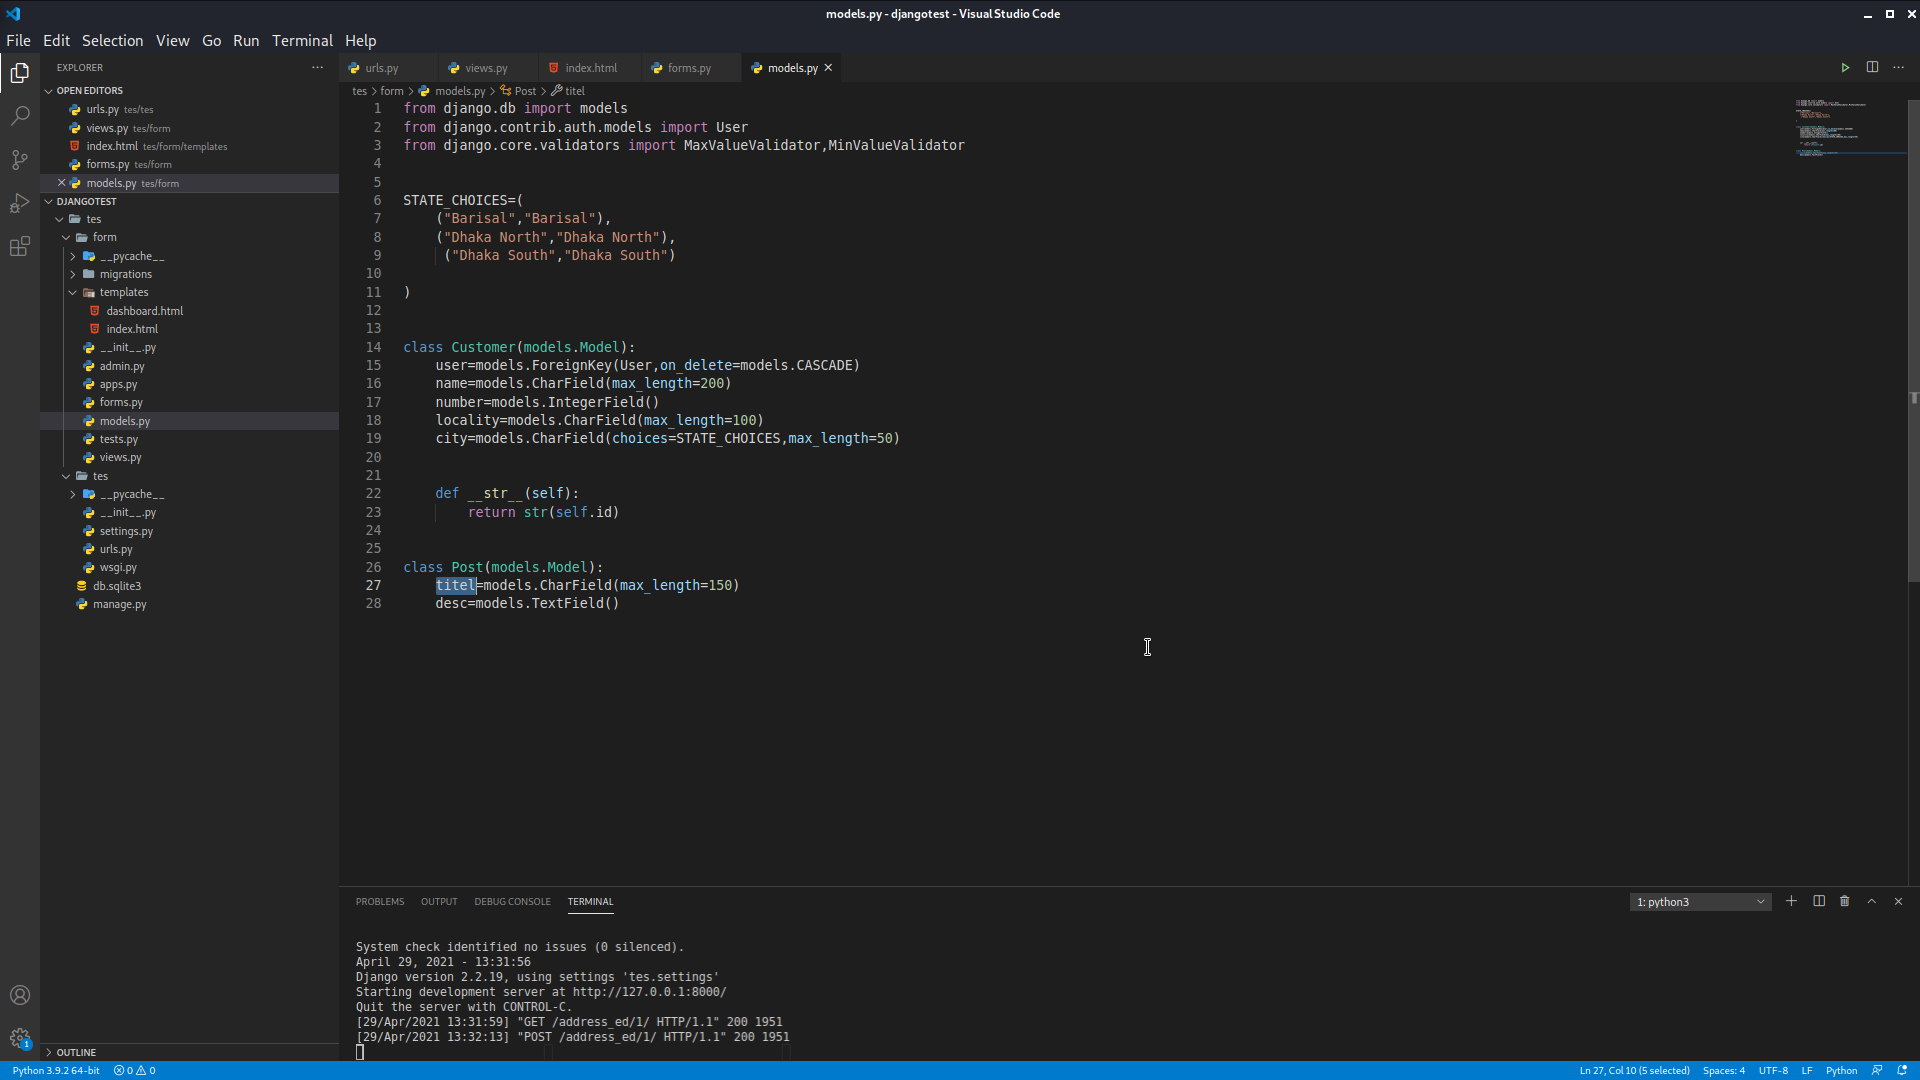 models.py - djangotest - Visual Studio Code
File Edit Selection View Go Run Terminal Help
EXPLORER
OPEN EDITORS
urls.py tes/tes
views.py tes/form
index.html tes/form/templates
forms.py tes/form
models.py tes/form
DJANGOTEST
tes
form
__pycache__
migrations
templates
dashboard.html
index.html
__init__.py
admin.py
apps.py
forms.py
models.py
tests.py
views.py
tes
__pycache__
__init__.py
settings.py
urls.py
wsgi.py
db.sqlite3
manage.py
OUTLINE
urls.py views.py index.html forms.py models.py
tes > form > models.py > Post > titel
1 from django.db import models
2 from django.contrib.auth.models import User
3 from django.core.validators import MaxValueValidator,MinValueValidator
4
5
6 STATE_CHOICES=(
7 ("Barisal","Barisal"),
8 ("Dhaka North","Dhaka North"),
9 ("Dhaka South","Dhaka South")
10
11 )
12
13
14 class Customer(models.Model):
15 user=models.ForeignKey(User,on_delete=models.CASCADE)
16 name=models.CharField(max_length=200)
17 number=models.IntegerField()
18 locality=models.CharField(max_length=100)
19 city=models.CharField(choices=STATE_CHOICES,max_length=50)
20
21
22 def __str__(self):
23 return str(self.id)
24
25
26 class Post(models.Model):
27 titel=models.CharField(max_length=150)
28 desc=models.TextField()
PROBLEMS OUTPUT DEBUG CONSOLE TERMINAL
1: python3
System check identified no issues (0 silenced).
April 29, 2021 - 13:31:56
Django version 2.2.19, using settings 'tes.settings'
Starting development server at http://127.0.0.1:8000/
Quit the server with CONTROL-C.
[29/Apr/2021 13:31:59] "GET /address_ed/1/ HTTP/1.1" 200 1951
[29/Apr/2021 13:32:13] "POST /address_ed/1/ HTTP/1.1" 200 1951
1
Python 3.9.2 64-bit 0 0 Ln 27, Col 10 (5 selected) Spaces: 4 UTF-8 LF Python